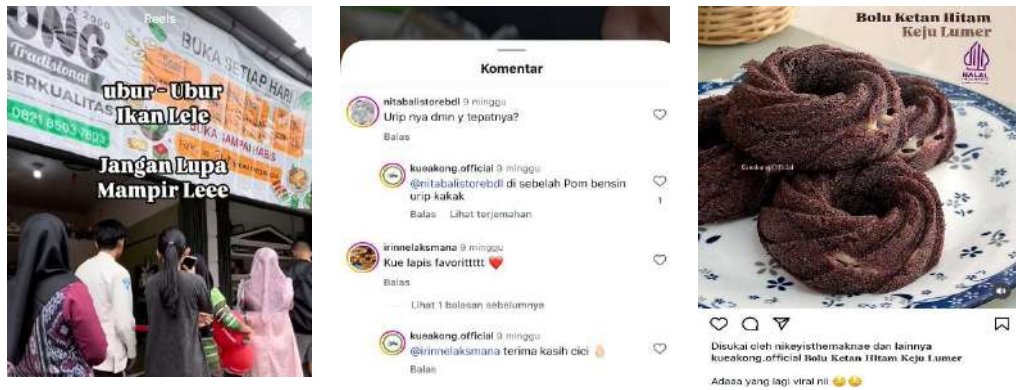 Reels
2000
ONG
Tradisional
BERKUALITAS
0821 8503 7803
BUKA SETIAP HARI
BUKA SAMPAI HABIS
ubur - Ubur
Ikan Lele
Jangan Lupa
Mampir Leee
Komentar
nitabalistorebdl 9 minggu
Urip nya dmn y tepatnya?
Balas
kueakong.official 9 minggu
@nitabalistorebdl di sebelah Pom bensin
urip kakak
1
Balas Lihat terjemahan
irinnelaksmana 9 minggu
Kue lapis favorittttt ❤️
Balas
Lihat 1 balasan sebelumnya
kueakong.official 9 minggu
@irinnelaksmana terima kasih cici 👌🏻
Balas
Bolu Ketan Hitam
Keju Lumer
HALAL
Disukai oleh nikeyisthemaknae dan lainnya
kueakong.official Bolu Ketan Hitam Keju Lumer
Adaaa yang lagi viral nii